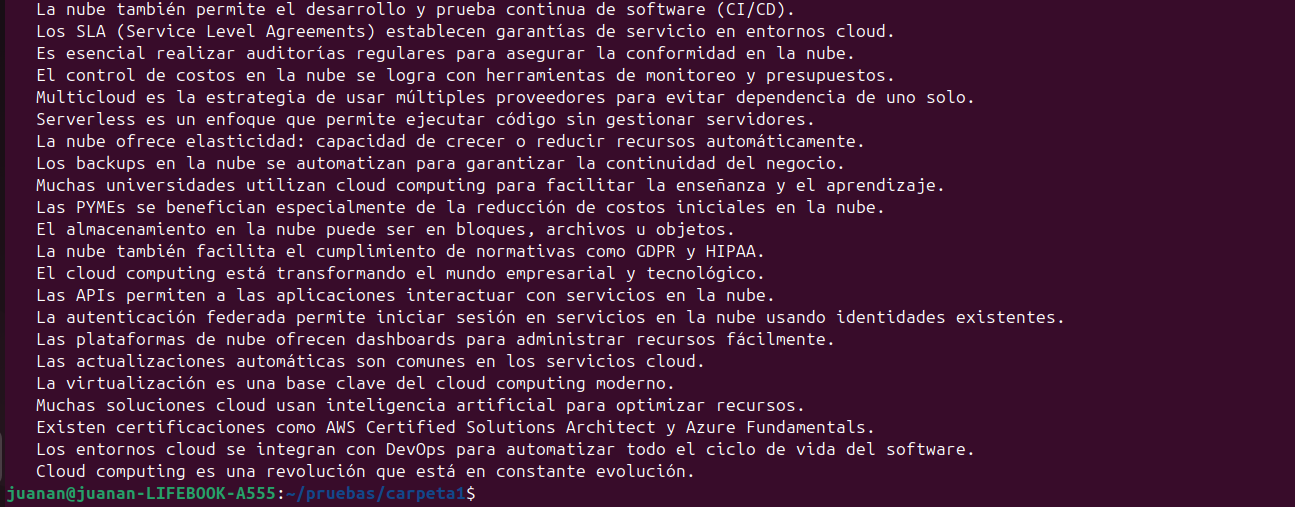 La nube también permite el desarrollo y prueba continua de software (CI/CD).
Los SLA (Service Level Agreements) establecen garantías de servicio en entornos cloud.
Es esencial realizar auditorías regulares para asegurar la conformidad en la nube.
El control de costos en la nube se logra con herramientas de monitoreo y presupuestos.
Multicloud es la estrategia de usar múltiples proveedores para evitar dependencia de uno solo.
Serverless es un enfoque que permite ejecutar código sin gestionar servidores.
La nube ofrece elasticidad: capacidad de crecer o reducir recursos automáticamente.
Los backups en la nube se automatizan para garantizar la continuidad del negocio.
Muchas universidades utilizan cloud computing para facilitar la enseñanza y el aprendizaje.
Las PYMEs se benefician especialmente de la reducción de costos iniciales en la nube.
El almacenamiento en la nube puede ser en bloques, archivos u objetos.
La nube también facilita el cumplimiento de normativas como GDPR y HIPAA.
El cloud computing está transformando el mundo empresarial y tecnológico.
Las APIs permiten a las aplicaciones interactuar con servicios en la nube.
La autenticación federada permite iniciar sesión en servicios en la nube usando identidades existentes.
Las plataformas de nube ofrecen dashboards para administrar recursos fácilmente.
Las actualizaciones automáticas son comunes en los servicios cloud.
La virtualización es una base clave del cloud computing moderno.
Muchas soluciones cloud usan inteligencia artificial para optimizar recursos.
Existen certificaciones como AWS Certified Solutions Architect y Azure Fundamentals.
Los entornos cloud se integran con DevOps para automatizar todo el ciclo de vida del software.
Cloud computing es una revolución que está en constante evolución.
juanan@juanan-LIFEBOOK-A555:~/pruebas/carpeta1$